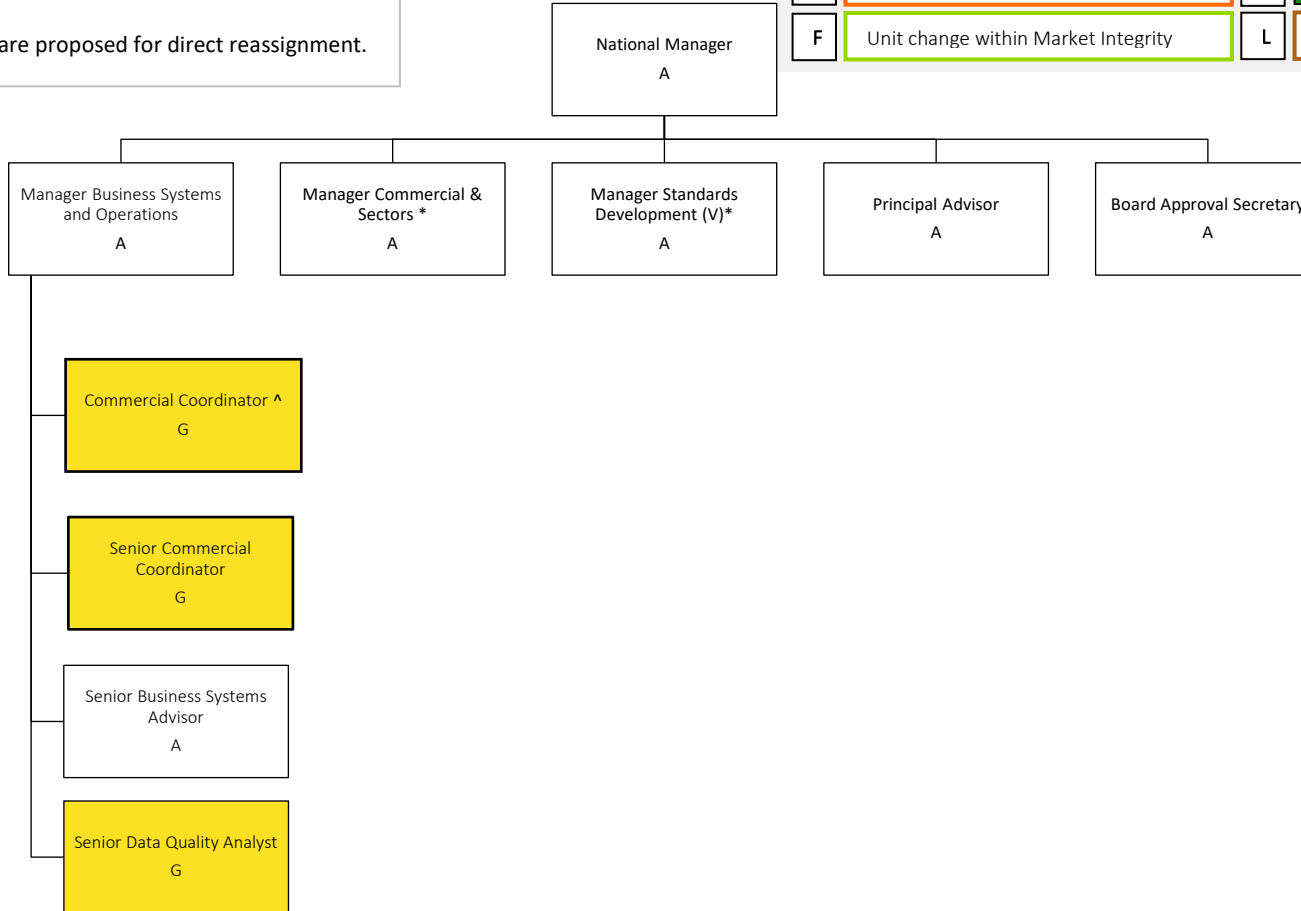 are proposed for direct reassignment.
F
Unit change within Market Integrity
L
National Manager
A
Manager Business Systems
and Operations
A
Manager Commercial &
Sectors *
A
Manager Standards
Development (V)*
A
Principal Advisor
A
Board Approval Secretary
A
Commercial Coordinator ^
G
Senior Commercial
Coordinator
G
Senior Business Systems
Advisor
A
Senior Data Quality Analyst
G